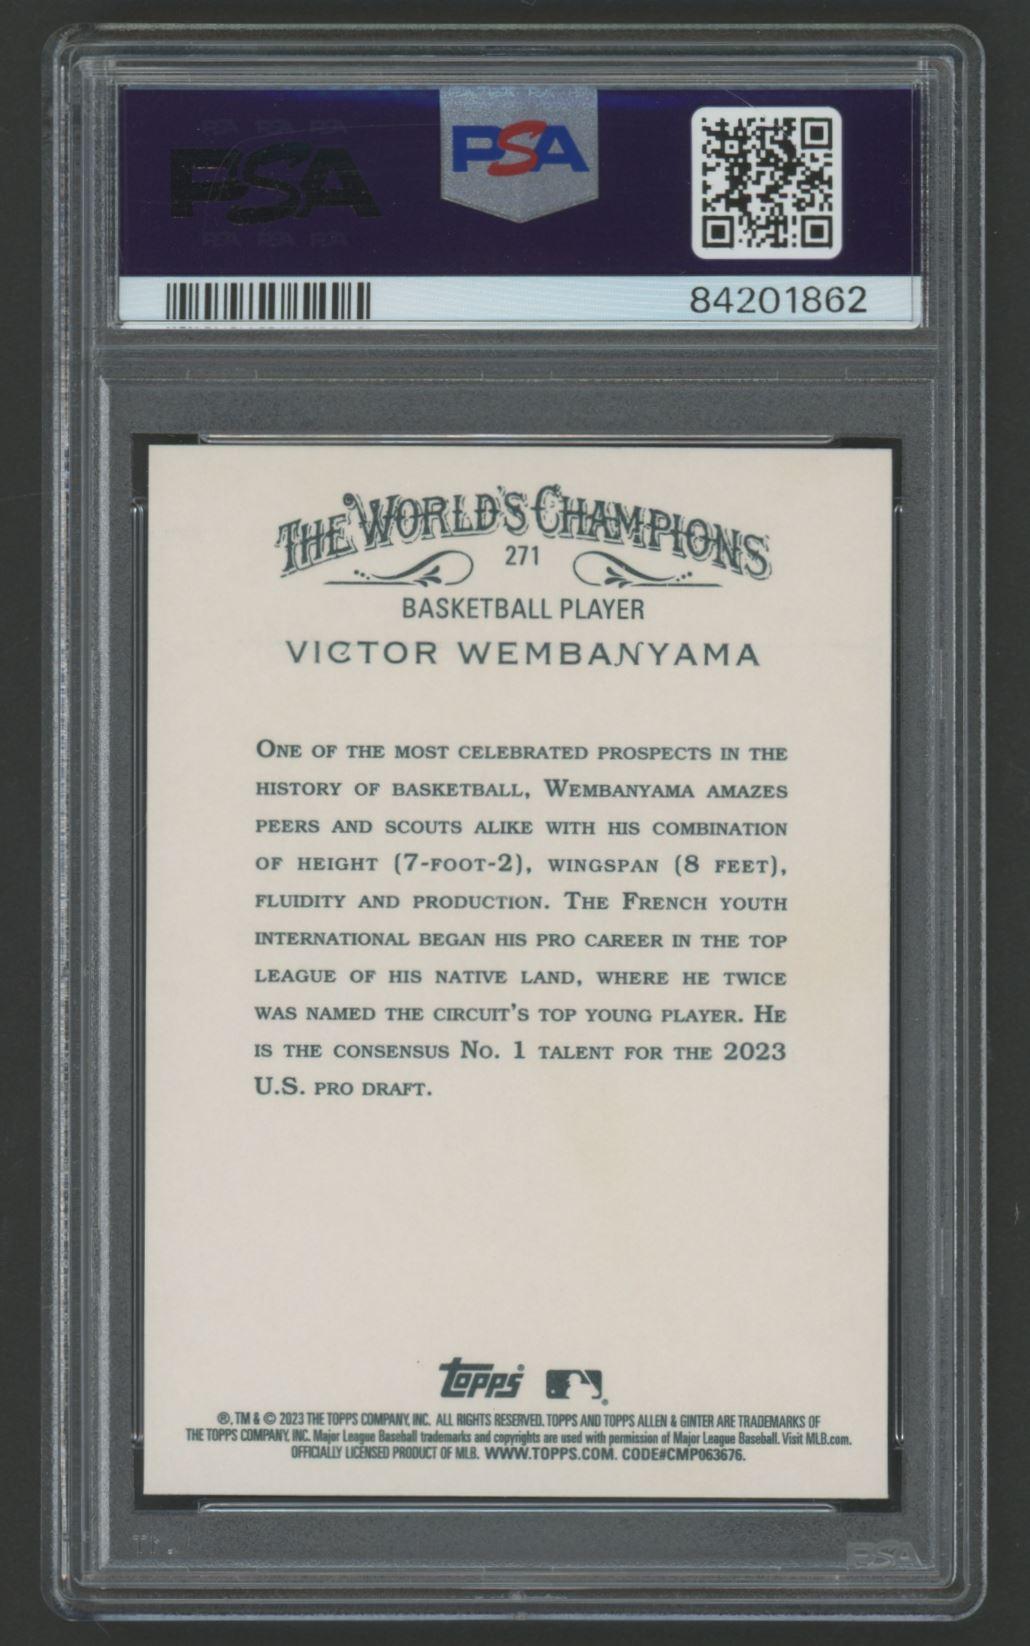 PSA PSA PSA
PSA
PSA PSA PSA
PSA
84201862
THE WORLD'S CHAMPIONS
271
BASKETBALL PLAYER
VICTOR WEMBANYAMA
ONE OF THE MOST CELEBRATED PROSPECTS IN THE
HISTORY OF BASKETBALL, WEMBANYAMA AMAZES
PEERS AND SCOUTS ALIKE WITH HIS COMBINATION
OF HEIGHT (7-FOOT-2), WINGSPAN (8 FEET),
FLUIDITY AND PRODUCTION. THE FRENCH YOUTH
INTERNATIONAL BEGAN HIS PRO CAREER IN THE TOP
LEAGUE OF HIS NATIVE LAND, WHERE HE TWICE
WAS NAMED THE CIRCUIT'S TOP YOUNG PLAYER. HE
IS THE CONSENSUS NO. 1 TALENT FOR THE 2023
U.S. PRO DRAFT.
Topps®
®, TM & © 2023 THE TOPPS COMPANY, INC. ALL RIGHTS RESERVED. TOPPS AND TOPPS ALLEN & GINTER ARE TRADEMARKS OF
THE TOPPS COMPANY, INC. Major League Baseball trademarks and copyrights are used with permission of Major League Baseball. Visit MLB.com.
OFFICIALLY LICENSED PRODUCT OF MLB. WWW.TOPPS.COM. CODE#CMP063676.
PSA